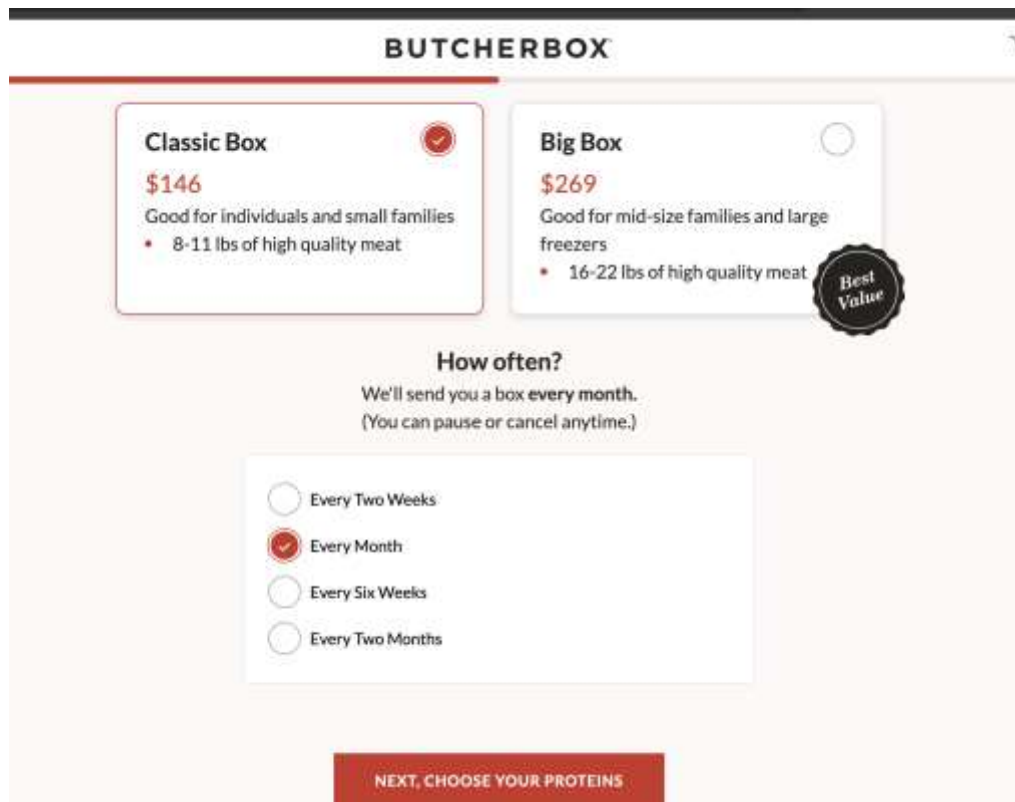 BUTCHERBOX
Classic Box
$146
Good for individuals and small families
• 8-11 lbs of high quality meat
Big Box
$269
Good for mid-size families and large
freezers
• 16-22 lbs of high quality meat
Best
Value
How often?
We'll send you a box every month.
(You can pause or cancel anytime.)
Every Two Weeks
Every Month
Every Six Weeks
Every Two Months
NEXT, CHOOSE YOUR PROTEINS